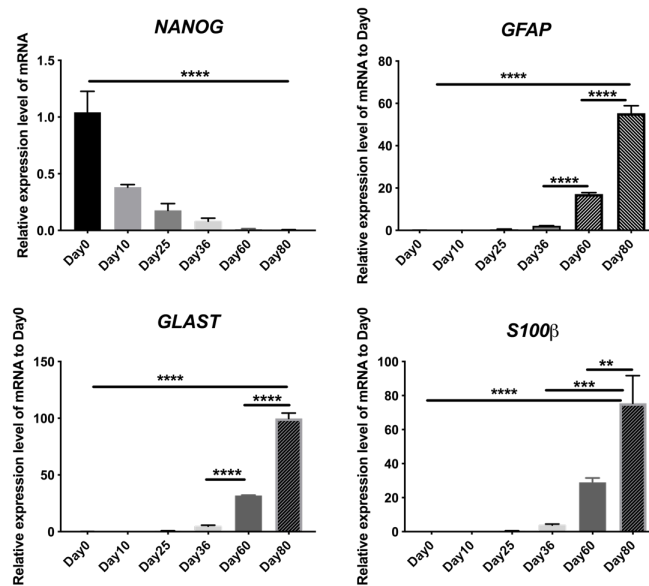 NANOG
Relative expression level of mRNA
1.5
1.0
0.5
0.0
****
Day0
Day10
Day25
Day36
Day60
Day80
GFAP
Relative expression level of mRNA to Day0
80
60
40
20
0
****
****
****
Day0
Day10
Day25
Day36
Day60
Day80
GLAST
Relative expression level of mRNA to Day0
150
100
50
0
****
****
****
Day0
Day10
Day25
Day36
Day60
Day80
S100β
Relative expression level of mRNA to Day0
100
80
60
40
20
0
**
***
****
Day0
Day10
Day25
Day36
Day60
Day80